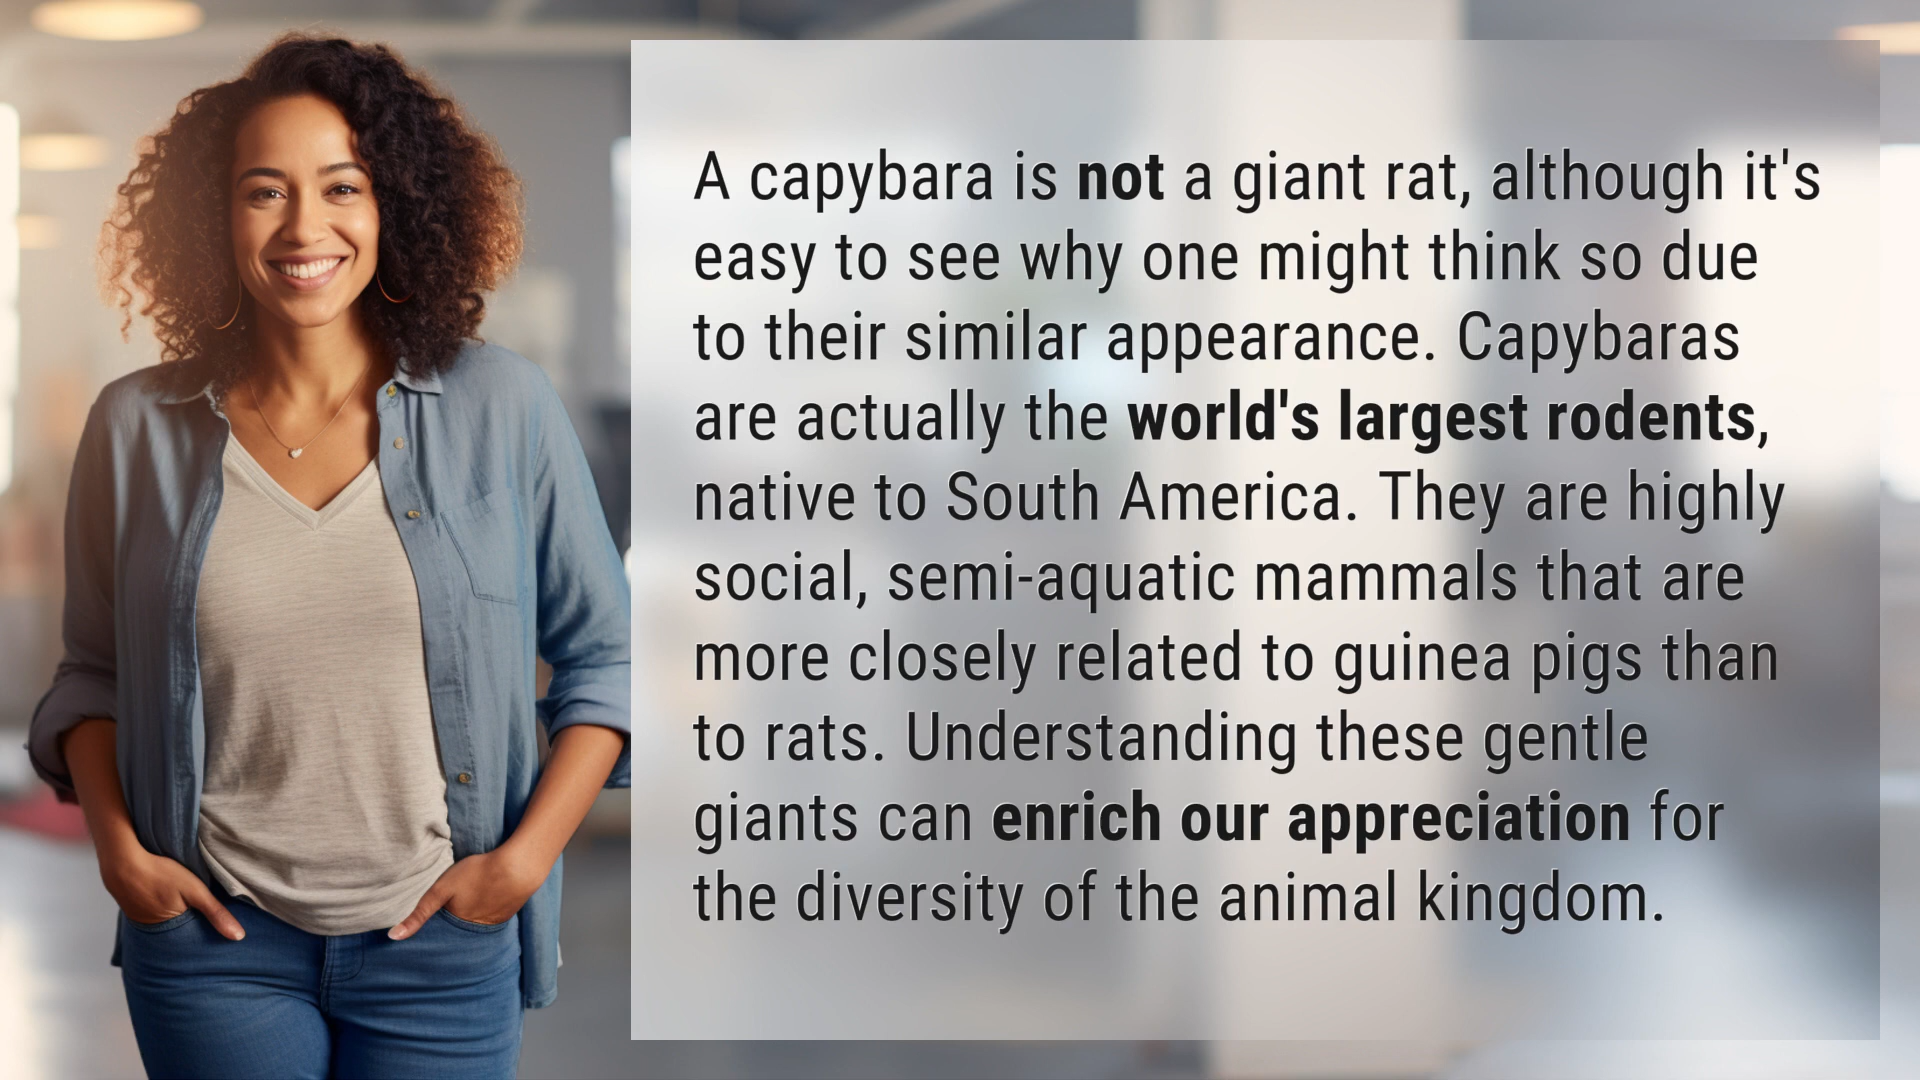 A capybara is not a giant rat, although it's
easy to see why one might think so due
to their similar appearance. Capybaras
are actually the world's largest rodents,
native to South America. They are highly
social, semi-aquatic mammals that are
more closely related to guinea pigs than
to rats. Understanding these gentle
giants can enrich our appreciation for
the diversity of the animal kingdom.